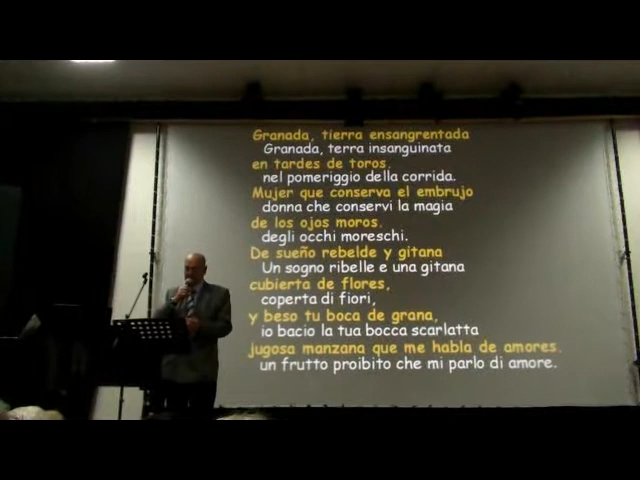 Granada, tierra ensangrentada
Granada, terra insanguinata
en tardes de toros.
nel pomeriggio della corrida.
Mujer que conserva el embrujo
donna che conservi la magia
de los ojos moros.
degli occhi moreschi.
De sueño rebelde y gitana
Un sogno ribelle e una gitana
cubierta de flores,
coperta di fiori,
y beso tu boca de grana,
io bacio la tua bocca scarlatta
jugosa manzana que me habla de amores.
un frutto proibito che mi parlo di amore.